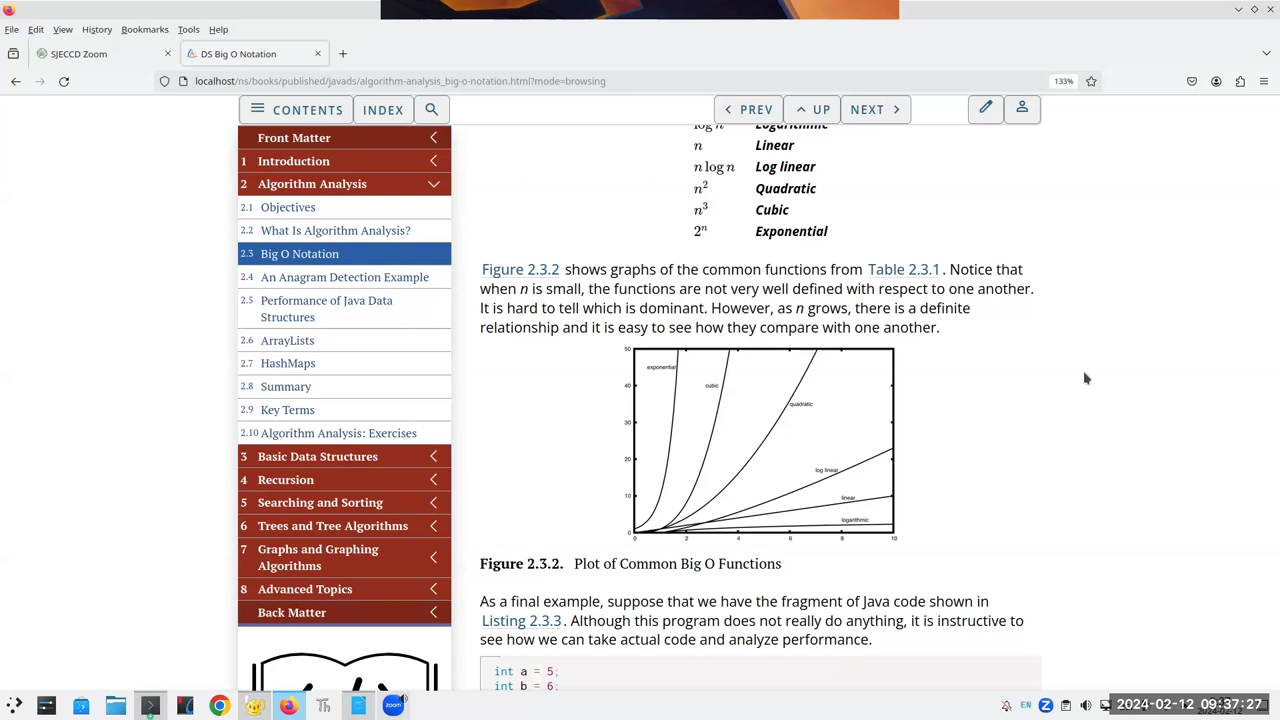 File Edit View History Bookmarks Tools Help
SJECCD Zoom
DS Big O Notation
localhost/ns/books/published/javads/algorithm-analysis_big-o-notation.html?mode=browsing
133%
CONTENTS
INDEX
PREV
UP
NEXT
Front Matter
1 Introduction
2 Algorithm Analysis
2.1 Objectives
2.2 What Is Algorithm Analysis?
2.3 Big O Notation
2.4 An Anagram Detection Example
2.5 Performance of Java Data
Structures
2.6 ArrayLists
2.7 HashMaps
2.8 Summary
2.9 Key Terms
2.10 Algorithm Analysis: Exercises
3 Basic Data Structures
4 Recursion
5 Searching and Sorting
6 Trees and Tree Algorithms
7 Graphs and Graphing
Algorithms
8 Advanced Topics
Back Matter
log n Logarithmic
n Linear
n log n Log linear
n² Quadratic
n³ Cubic
2ⁿ Exponential
Figure 2.3.2 shows graphs of the common functions from Table 2.3.1. Notice that
when n is small, the functions are not very well defined with respect to one another.
It is hard to tell which is dominant. However, as n grows, there is a definite
relationship and it is easy to see how they compare with one another.
50
40
30
20
10
0
0 2 4 6 8 10
exponential
cubic
quadratic
log linear
linear
logarithmic
Figure 2.3.2. Plot of Common Big O Functions
As a final example, suppose that we have the fragment of Java code shown in
Listing 2.3.3. Although this program does not really do anything, it is instructive to
see how we can take actual code and analyze performance.
int a = 5;
int b = 6;
Th
zoom
EN
Z
2024-02-12 09:37:27